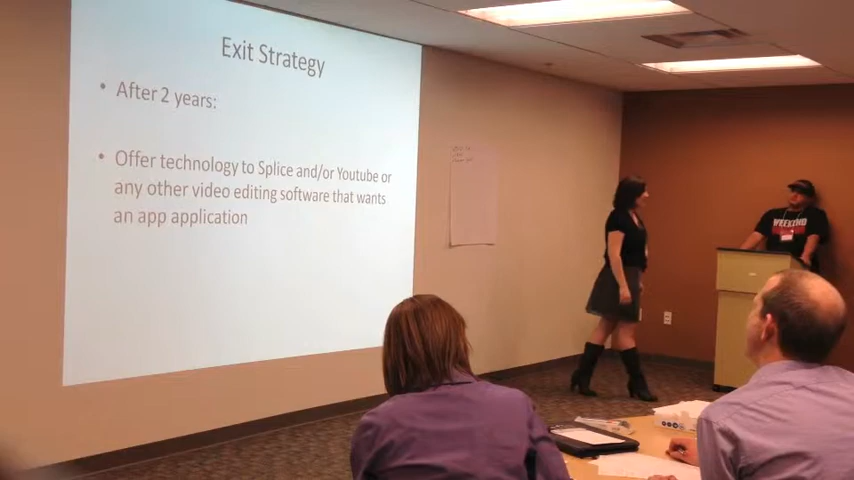 Exit Strategy
• After 2 years:
• Offer technology to Splice and/or Youtube or
any other video editing software that wants
an app application
WEEKEND